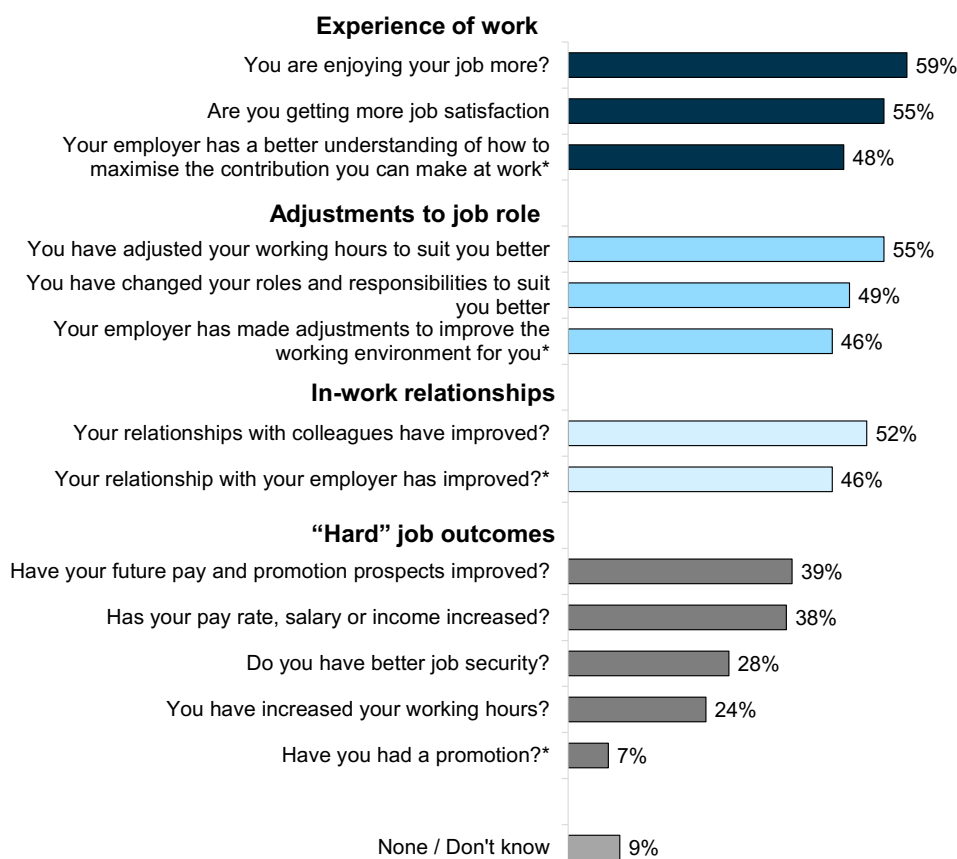 Experience of work
You are enjoying your job more? 59%
Are you getting more job satisfaction 55%
Your employer has a better understanding of how to
maximise the contribution you can make at work* 48%
Adjustments to job role
You have adjusted your working hours to suit you better 55%
You have changed your roles and responsibilities to suit
you better 49%
Your employer has made adjustments to improve the
working environment for you* 46%
In-work relationships
Your relationships with colleagues have improved? 52%
Your relationship with your employer has improved?* 46%
“Hard” job outcomes
Have your future pay and promotion prospects improved? 39%
Has your pay rate, salary or income increased? 38%
Do you have better job security? 28%
You have increased your working hours? 24%
Have you had a promotion?* 7%
None / Don't know 9%